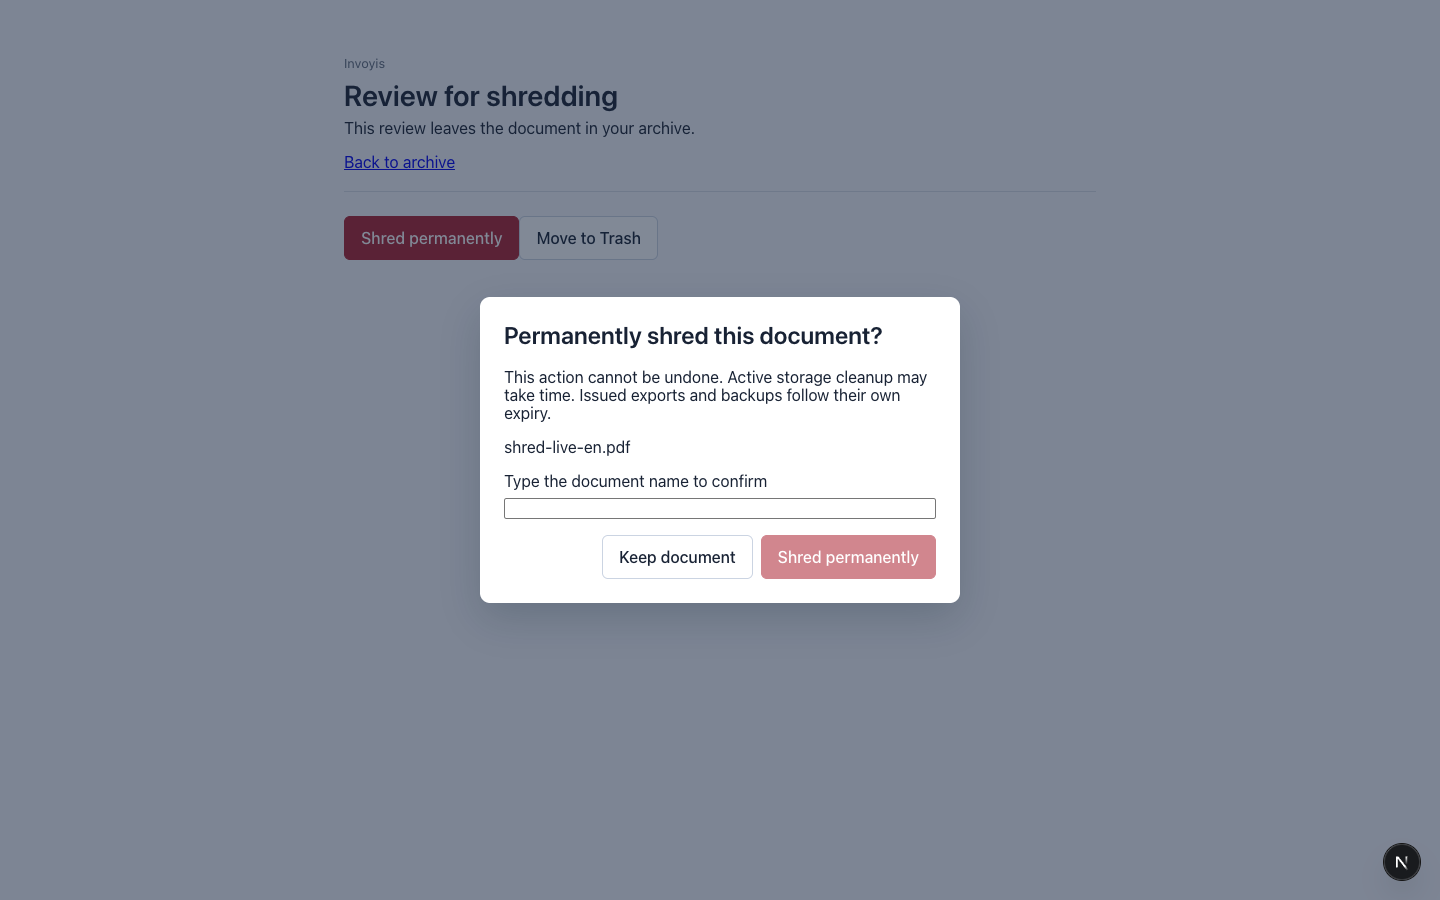 Invoyis
Review for shredding
This review leaves the document in your archive.
Back to archive
Shred permanently
Move to Trash
Permanently shred this document?
This action cannot be undone. Active storage cleanup may
take time. Issued exports and backups follow their own
expiry.
shred-live-en.pdf
Type the document name to confirm
Keep document
Shred permanently
N